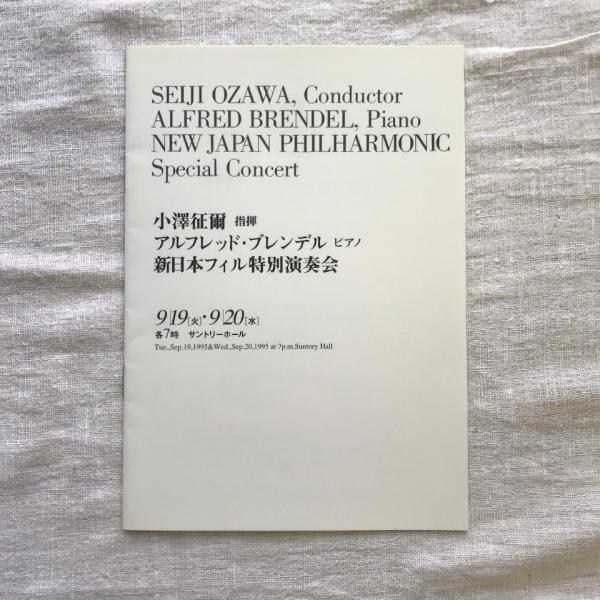 SEIJI OZAWA, Conductor
ALFRED BRENDEL, Piano
NEW JAPAN PHILHARMONIC
Special Concert
小澤征爾 指揮
アルフレッド・ブレンデル ピアノ
新日本フィル特別演奏会
9|19[火]・9|20[水]
各7時 サントリーホール
Tue.,Sep.19,1995&Wed.,Sep.20,1995 at 7p.m.Suntory Hall